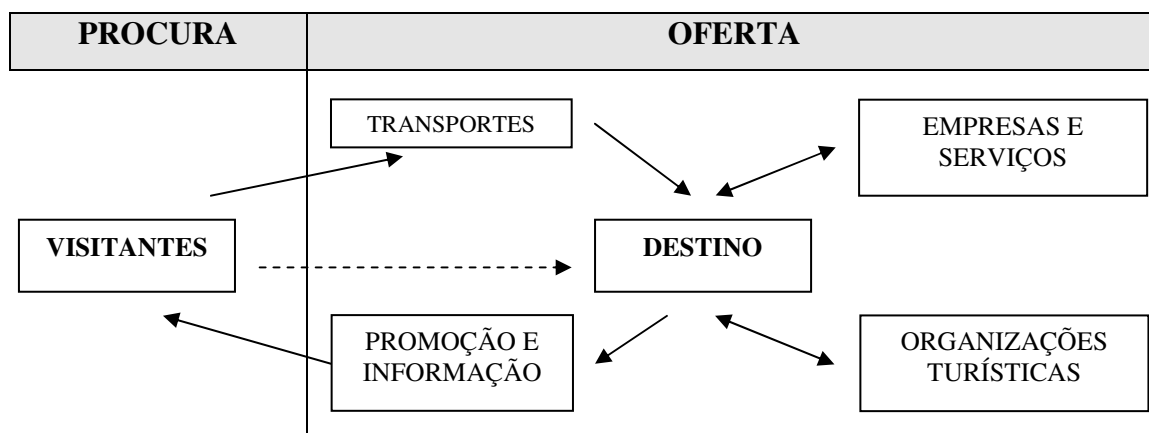 PROCURA
OFERTA
TRANSPORTES
EMPRESAS E
SERVIÇOS
VISITANTES
DESTINO
PROMOÇÃO E
INFORMAÇÃO
ORGANIZAÇÕES
TURÍSTICAS